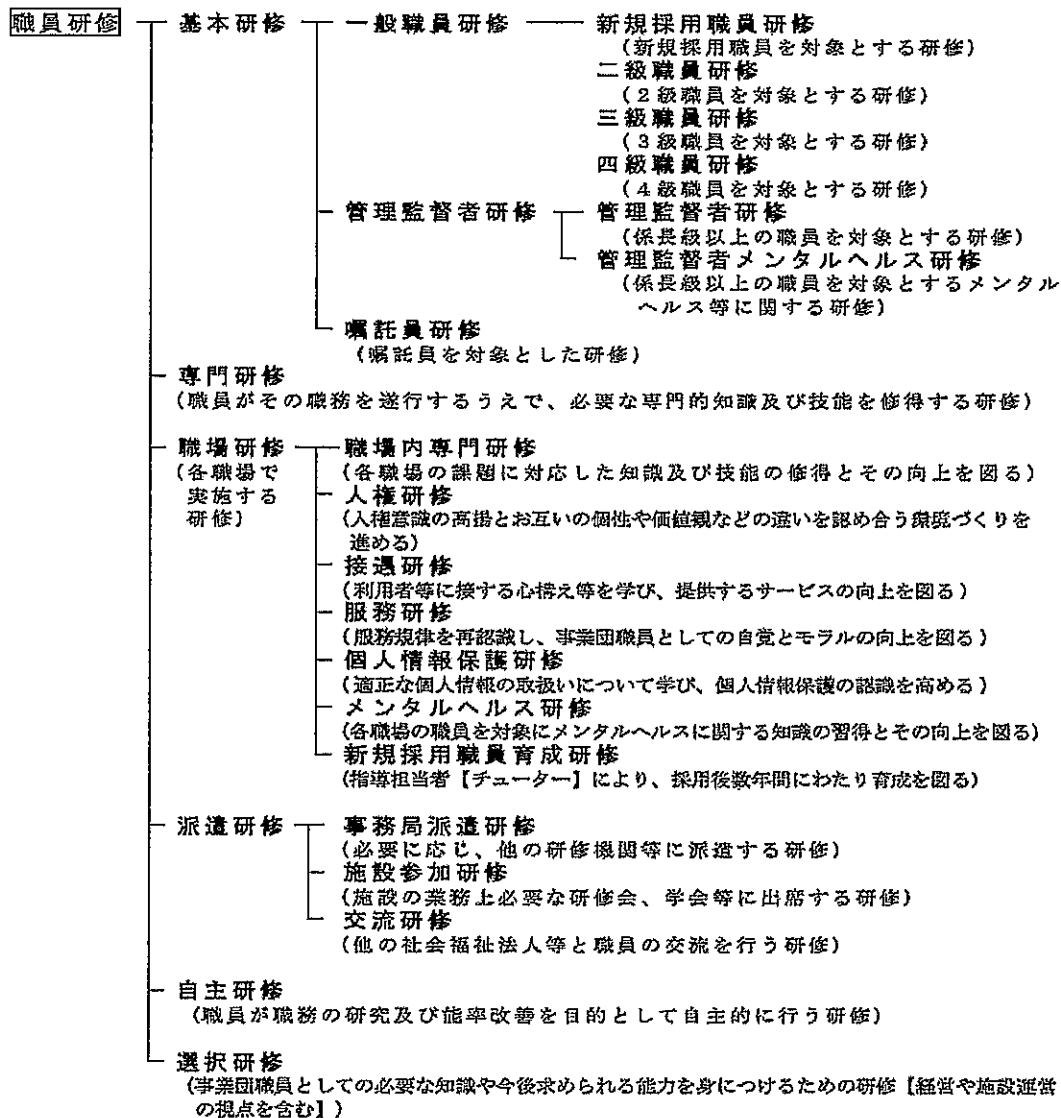 職員研修 基本研修 一般職員研修 新規採用職員研修
(新規採用職員を対象とする研修)
二級職員研修
(2級職員を対象とする研修)
三級職員研修
(3級職員を対象とする研修)
四級職員研修
(4級職員を対象とする研修)
管理監督者研修 管理監督者研修
(係長級以上の職員を対象とする研修)
管理監督者メンタルヘルス研修
(係長級以上の職員を対象とするメンタル
ヘルス等に関する研修)
嘱託員研修
(嘱託員を対象とした研修)
専門研修
(職員がその職務を遂行するうえで、必要な専門的知識及び技能を修得する研修)
職場研修 職場内専門研修
(各職場で (各職場の課題に対応した知識及び技能の修得とその向上を図る)
実施する 人権研修
研修) (人権意識の高揚とお互いの個性や価値観などの違いを認め合う環境づくりを
進める)
接遇研修
(利用者等に接する心構え等を学び、提供するサービスの向上を図る)
服務研修
(服務規律を再認識し、事業団職員としての自覚とモラルの向上を図る)
個人情報保護研修
(適正な個人情報の取扱いについて学び、個人情報保護の認識を高める)
メンタルヘルス研修
(各職場の職員を対象にメンタルヘルスに関する知識の習得とその向上を図る)
新規採用職員育成研修
(指導担当者【チューター】により、採用後数年間にわたり育成を図る)
派遣研修 事務局派遣研修
(必要に応じ、他の研修機関等に派遣する研修)
施設参加研修
(施設の業務上必要な研修会、学会等に出席する研修)
交流研修
(他の社会福祉法人等と職員の交流を行う研修)
自主研修
(職員が職務の研究及び能率改善を目的として自主的に行う研修)
選択研修
(事業団職員としての必要な知識や今後求められる能力を身につけるための研修【経営や施設運営
の視点を含む】)